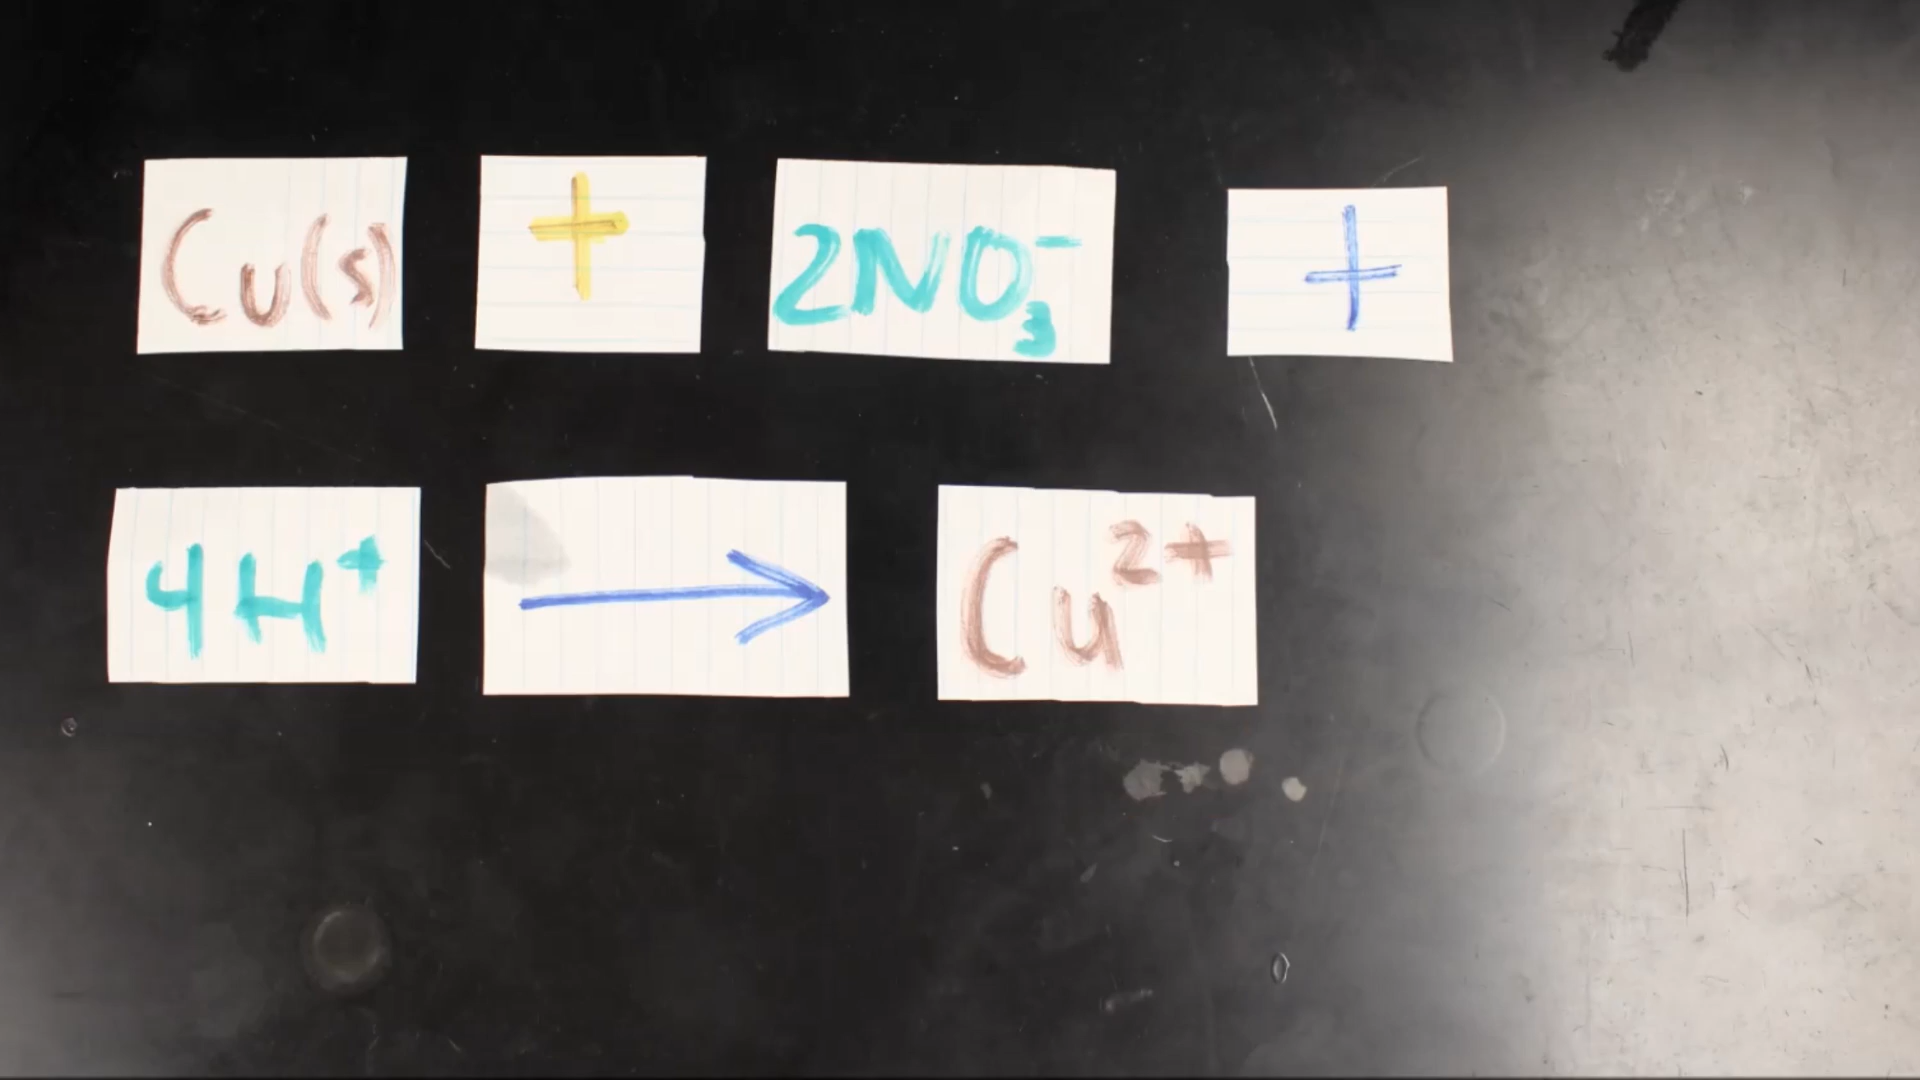 Cu(s) + 2NO₃⁻ +
4H⁺ → Cu²⁺